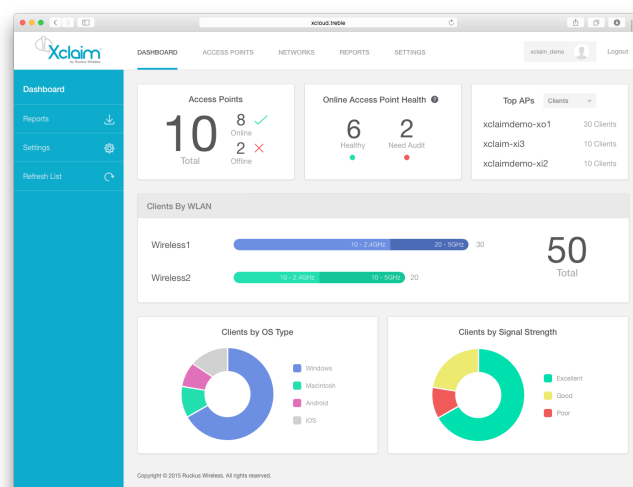 xcloud.treble
Xclaim
by Ruckus Wireless
DASHBOARD ACCESS POINTS NETWORKS REPORTS SETTINGS
xclaim_demo Logout
Dashboard
Reports
Settings
Refresh List
Access Points
10
Total
8
Online
2
Offline
Online Access Point Health ?
6
Healthy
2
Need Audit
Top APs Clients
xclaimdemo-xo1 30 Clients
xclaim-xi3 10 Clients
xclaimdemo-xi2 10 Clients
Clients By WLAN
Wireless1 10 - 2.4GHz 20 - 5GHz 30
Wireless2 10 - 2.4GHz 10 - 5GHz 20
50
Total
Clients by OS Type
Windows
Macintosh
Android
iOS
Clients by Signal Strength
Excellent
Good
Poor
Copyright © 2015 Ruckus Wireless. All rights reserved.